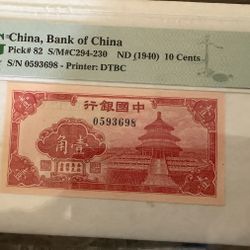 China, Bank of China
Pick# 82 S/M#C294-230 ND (1940) 10 Cents
S/N 0593698 - Printer: DTBC
行銀國中
0593698
壹角